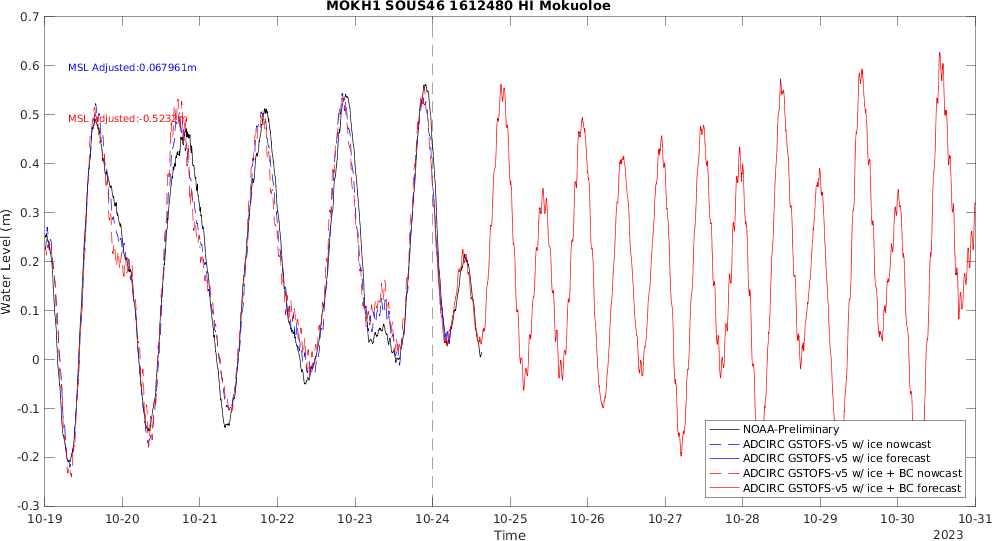 MOKH1 SOUS46 1612480 HI Mokuoloe
0.7
0.6
0.5
0.4
0.3
0.2
0.1
0
-0.1
-0.2
-0.3
Water Level (m)
MSL Adjusted:0.067961m
MSL Adjusted:-0.5232m
NOAA-Preliminary
ADCIRC GSTOFS-v5 w/ ice nowcast
ADCIRC GSTOFS-v5 w/ ice forecast
ADCIRC GSTOFS-v5 w/ ice + BC nowcast
ADCIRC GSTOFS-v5 w/ ice + BC forecast
10-19 10-20 10-21 10-22 10-23 10-24 10-25 10-26 10-27 10-28 10-29 10-30 10-31
Time
2023